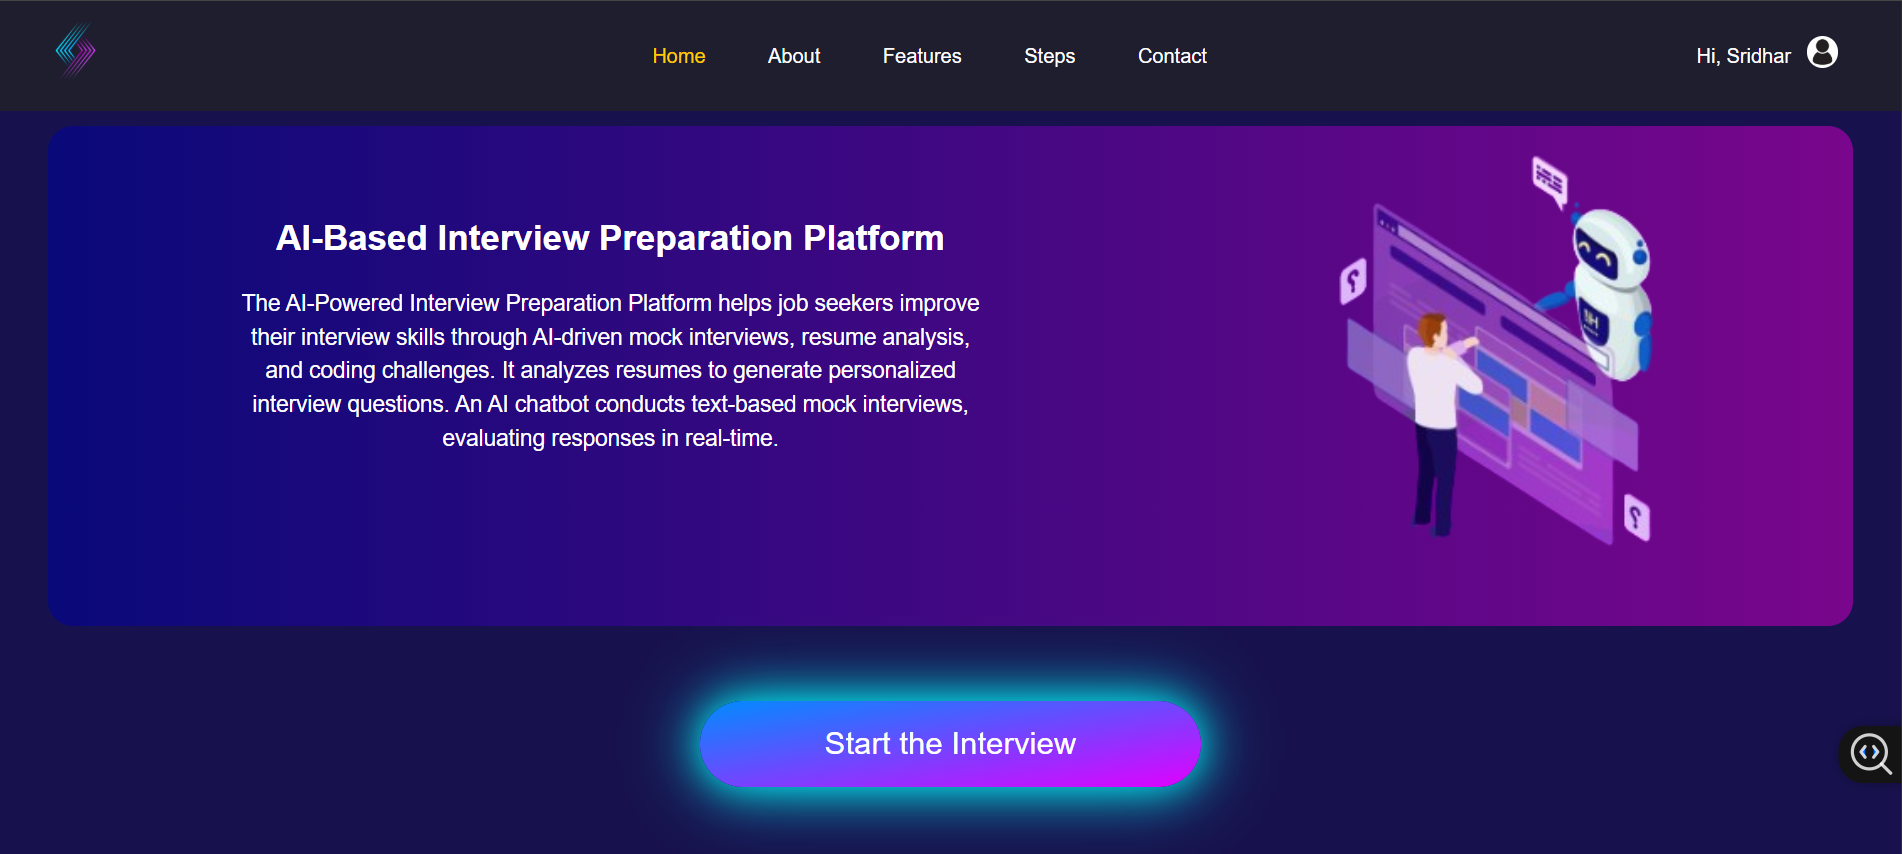 Home
About
Features
Steps
Contact
Hi, Sridhar
AI-Based Interview Preparation Platform
The AI-Powered Interview Preparation Platform helps job seekers improve
their interview skills through AI-driven mock interviews, resume analysis,
and coding challenges. It analyzes resumes to generate personalized
interview questions. An AI chatbot conducts text-based mock interviews,
evaluating responses in real-time.
Start the Interview